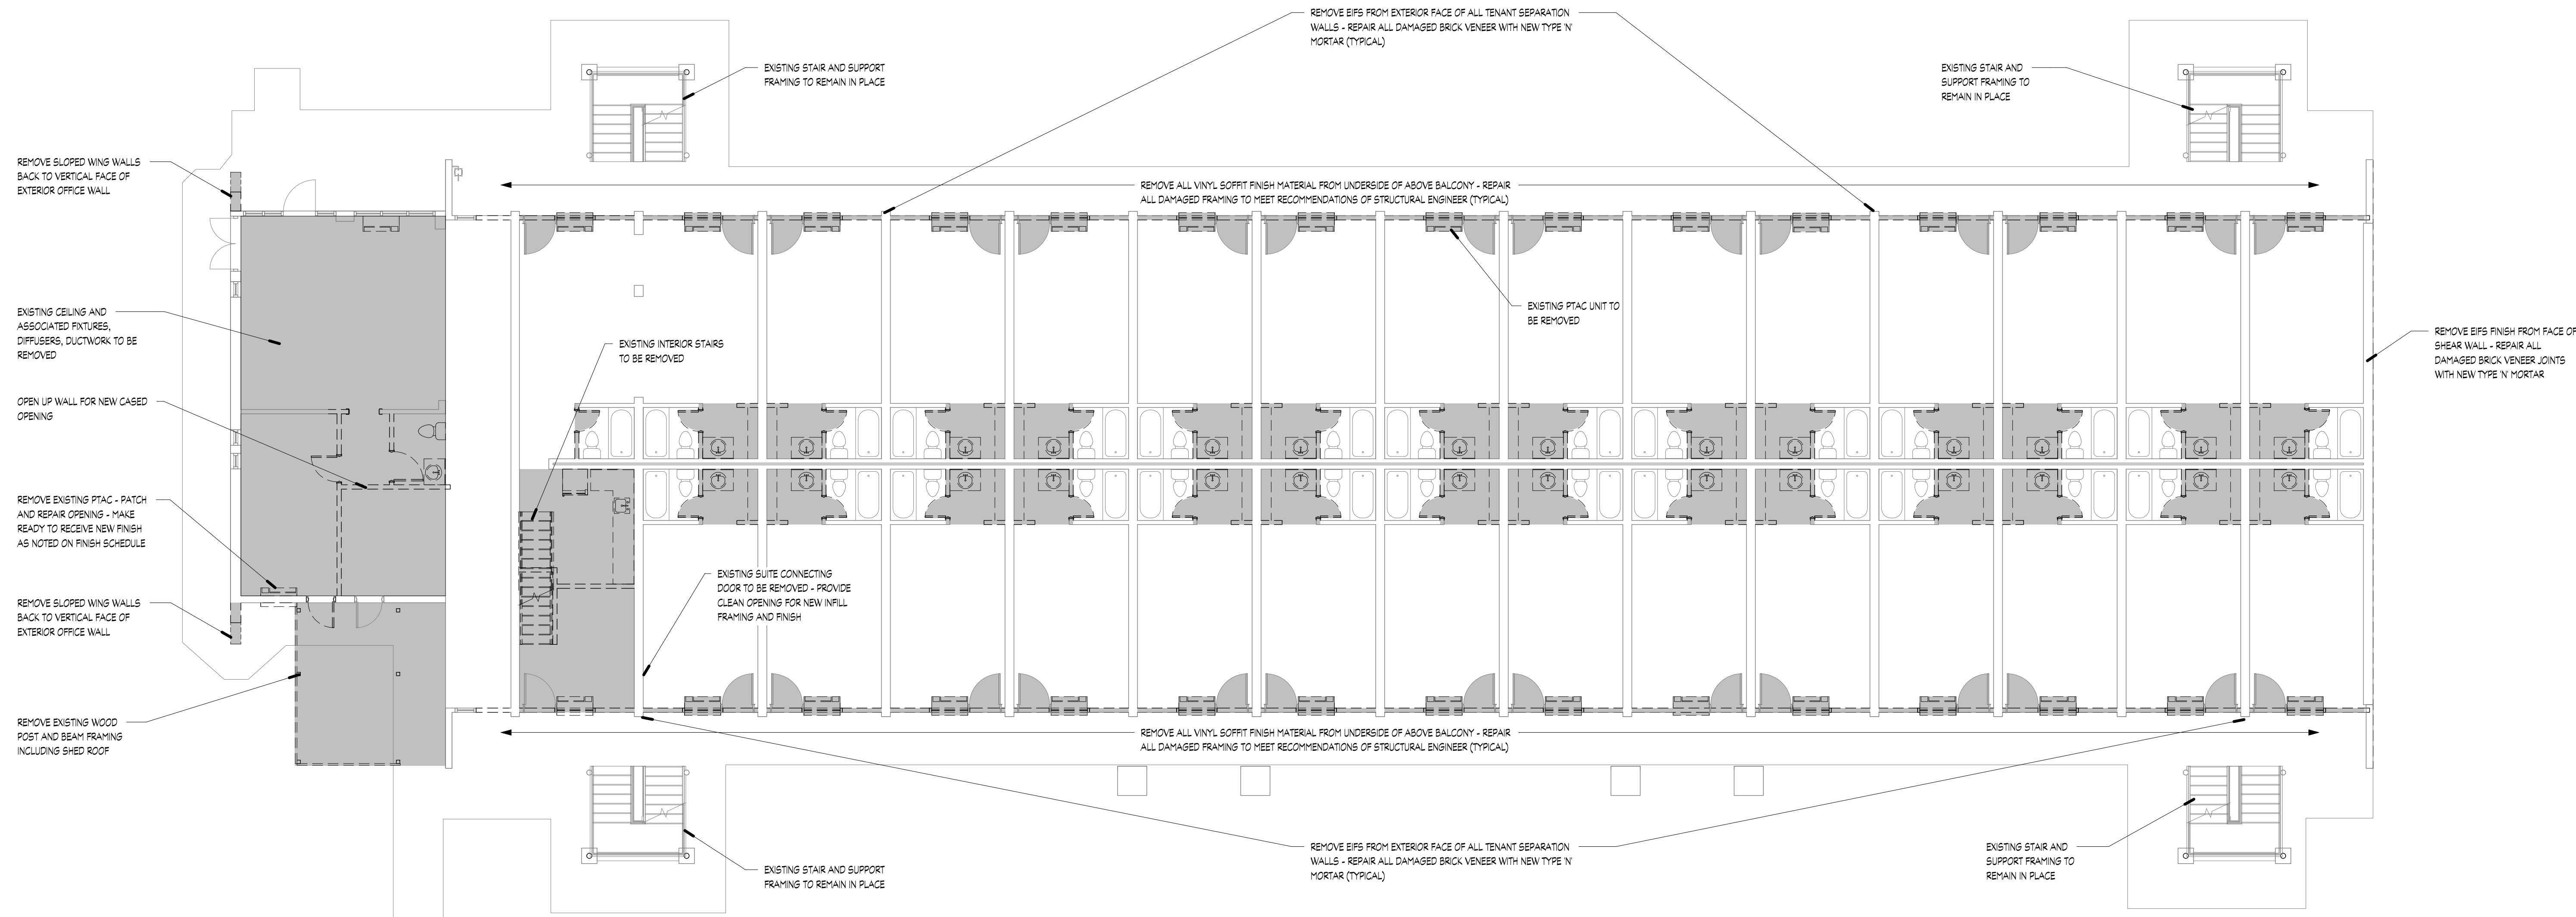 REMOVE EIFS FROM EXTERIOR FACE OF ALL TENANT SEPARATION
WALLS - REPAIR ALL DAMAGED BRICK VENEER WITH NEW TYPE 'N'
MORTAR (TYPICAL)
EXISTING STAIR AND SUPPORT
FRAMING TO REMAIN IN PLACE
EXISTING STAIR AND
SUPPORT FRAMING TO
REMAIN IN PLACE
REMOVE SLOPED WING WALLS
BACK TO VERTICAL FACE OF
EXTERIOR OFFICE WALL
REMOVE ALL VINYL SOFFIT FINISH MATERIAL FROM UNDERSIDE OF ABOVE BALCONY - REPAIR
ALL DAMAGED FRAMING TO MEET RECOMMENDATIONS OF STRUCTURAL ENGINEER (TYPICAL)
EXISTING CEILING AND
ASSOCIATED FIXTURES,
DIFFUSERS, DUCTWORK TO BE
REMOVED
EXISTING PTAC UNIT TO
BE REMOVED
EXISTING INTERIOR STAIRS
TO BE REMOVED
REMOVE EIFS FINISH FROM FACE OF
SHEAR WALL - REPAIR ALL
DAMAGED BRICK VENEER JOINTS
WITH NEW TYPE 'N' MORTAR
OPEN UP WALL FOR NEW CASED
OPENING
REMOVE EXISTING PTAC - PATCH
AND REPAIR OPENING - MAKE
READY TO RECEIVE NEW FINISH
AS NOTED ON FINISH SCHEDULE
EXISTING SUITE CONNECTING
DOOR TO BE REMOVED - PROVIDE
CLEAN OPENING FOR NEW INFILL
FRAMING AND FINISH
REMOVE SLOPED WING WALLS
BACK TO VERTICAL FACE OF
EXTERIOR OFFICE WALL
REMOVE EXISTING WOOD
POST AND BEAM FRAMING
INCLUDING SHED ROOF
REMOVE ALL VINYL SOFFIT FINISH MATERIAL FROM UNDERSIDE OF ABOVE BALCONY - REPAIR
ALL DAMAGED FRAMING TO MEET RECOMMENDATIONS OF STRUCTURAL ENGINEER (TYPICAL)
REMOVE EIFS FROM EXTERIOR FACE OF ALL TENANT SEPARATION
WALLS - REPAIR ALL DAMAGED BRICK VENEER WITH NEW TYPE 'N'
MORTAR (TYPICAL)
EXISTING STAIR AND SUPPORT
FRAMING TO REMAIN IN PLACE
EXISTING STAIR AND
SUPPORT FRAMING TO
REMAIN IN PLACE